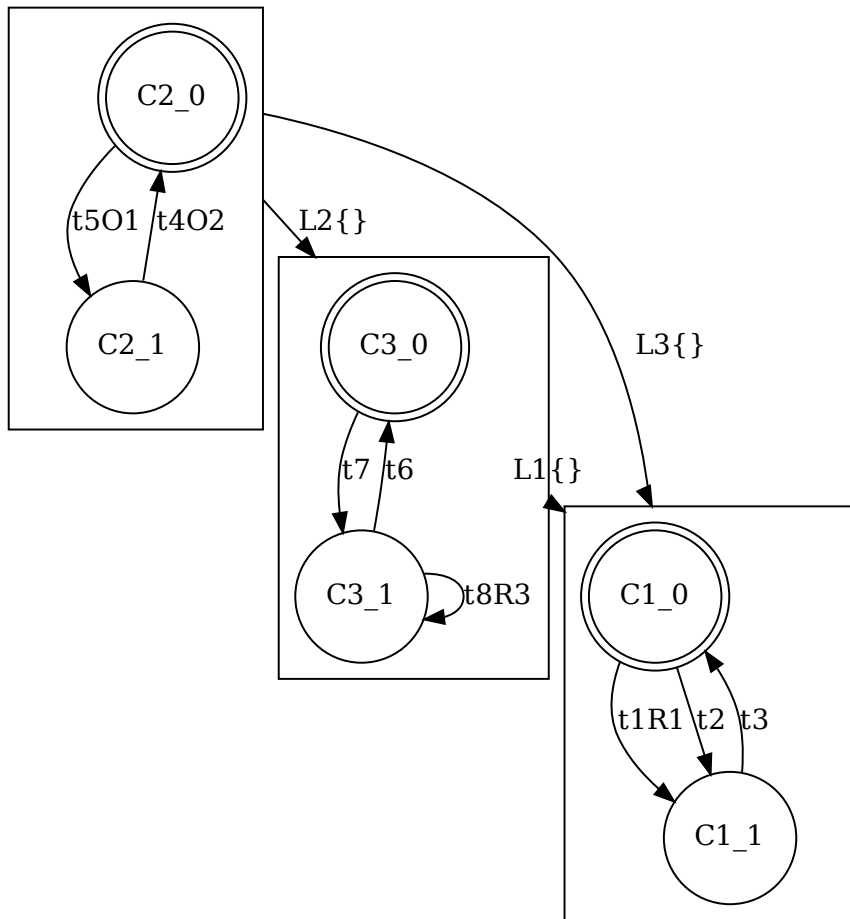 C2_0
t5O1
t4O2
L2{}
C2_1
C3_0
L3{}
t7
t6
L1{}
C3_1
t8R3
C1_0
t1R1
t2
t3
C1_1